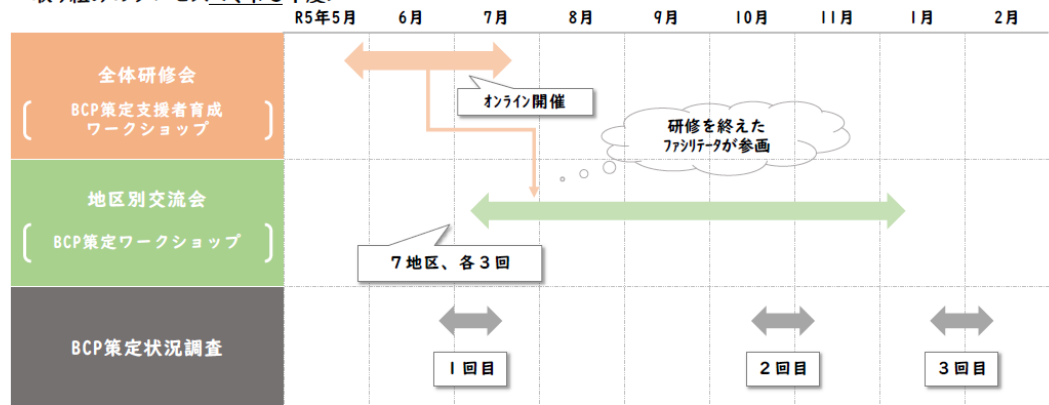 R5年5月 6月 7月 8月 9月 10月 11月 1月 2月
全体研修会
BCP策定支援者育成
ワークショップ
オンライン開催
研修を終えた
ファシリテータが参画
地区別交流会
BCP策定ワークショップ
7地区、各3回
BCP策定状況調査
1回目
2回目
3回目